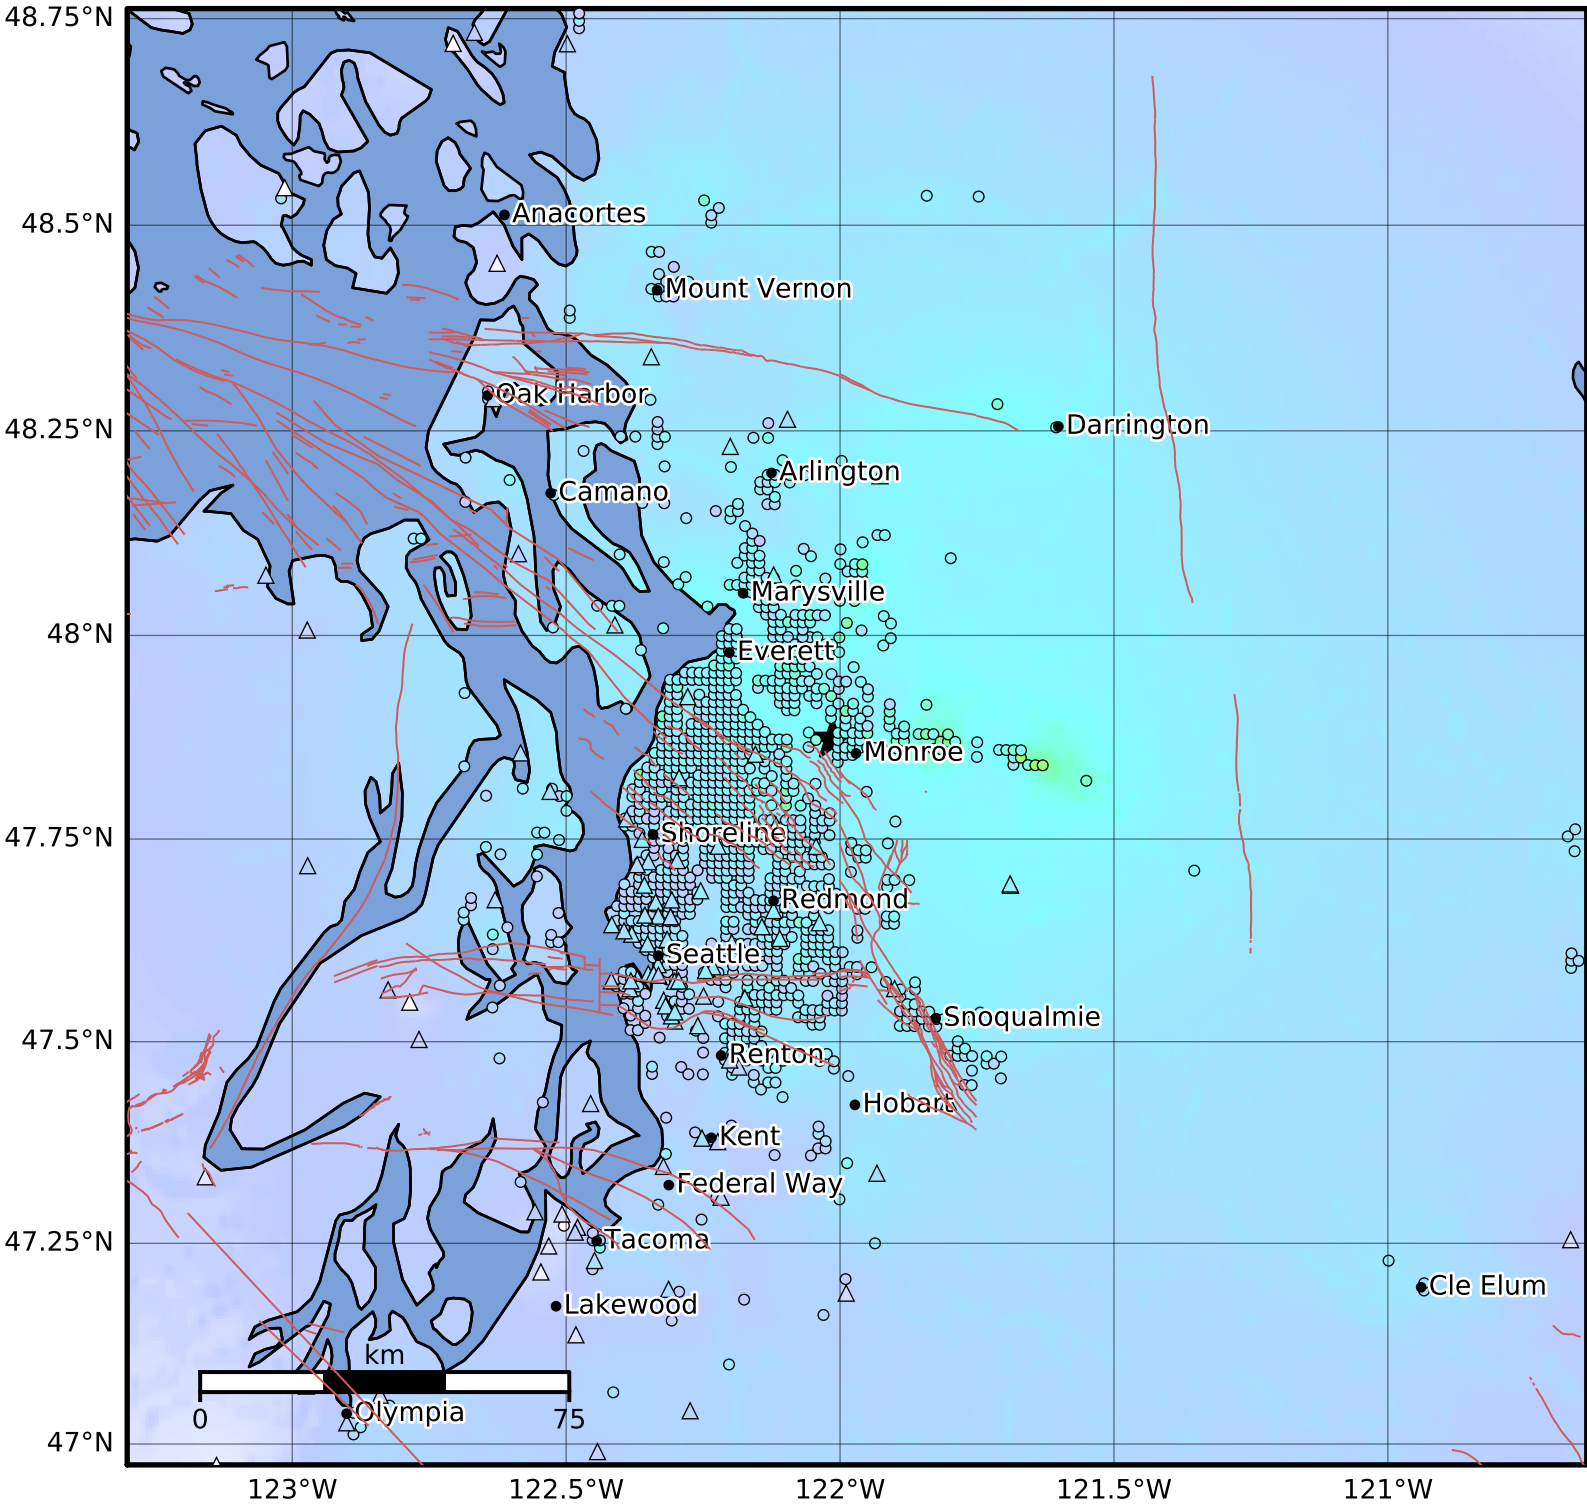 48.75°N
Anacortes
48.5°N
Mount Vernon
Oak Harbor
48.25°N
Darrington
Arlington
Camano
Marysville
48°N
Everett
Monroe
47.75°N
Shoreline
Redmond
Seattle
Snoqualmie
47.5°N
Renton
Hobart
Kent
Federal Way
47.25°N
Tacoma
Cle Elum
Lakewood
km
0
75
Olympia
47°N
123°W
122.5°W
122°W
121.5°W
121°W